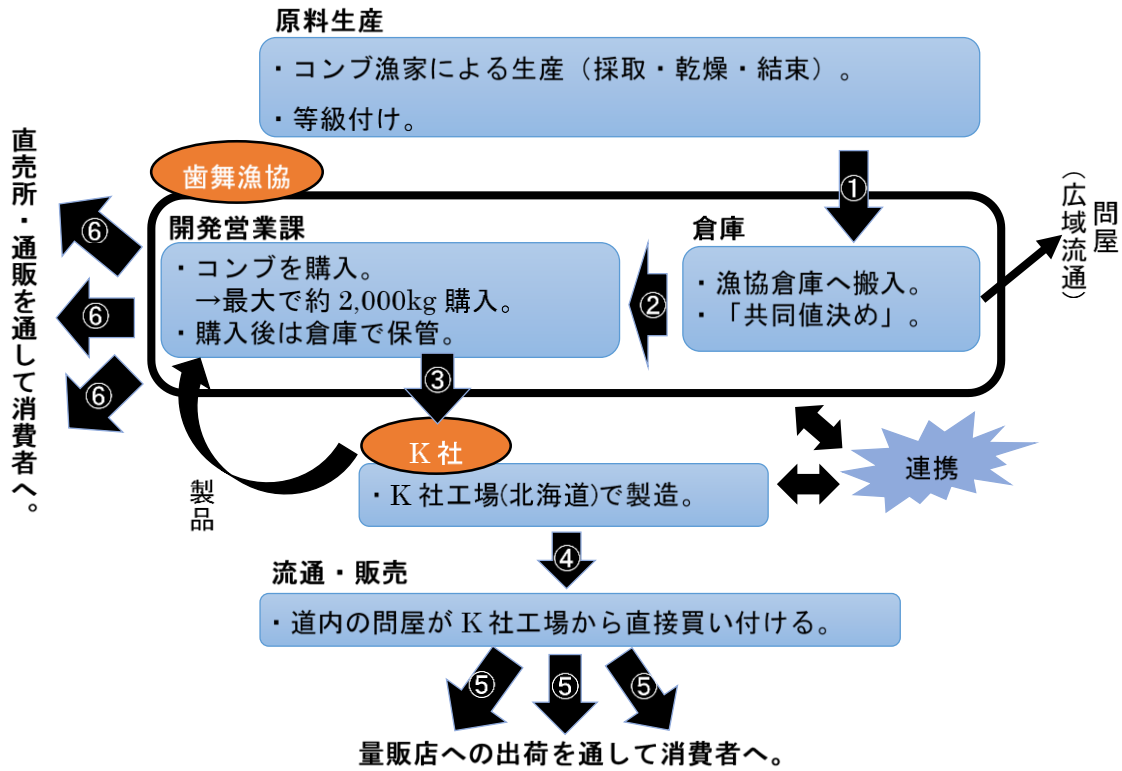 原料生産
・コンブ漁家による生産（採取・乾燥・結束）。
・等級付け。
歯舞漁協
①
倉庫
・漁協倉庫へ搬入。
・「共同値決め」。
問屋
（広域流通）
②
開発営業課
・コンブを購入。
→最大で約 2,000kg 購入。
・購入後は倉庫で保管。
⑥
⑥
⑥
直売所・通販を通して消費者へ。
③
K 社
・K 社工場(北海道)で製造。
製品
連携
④
流通・販売
・道内の問屋が K 社工場から直接買い付ける。
⑤
⑤
⑤
量販店への出荷を通して消費者へ。